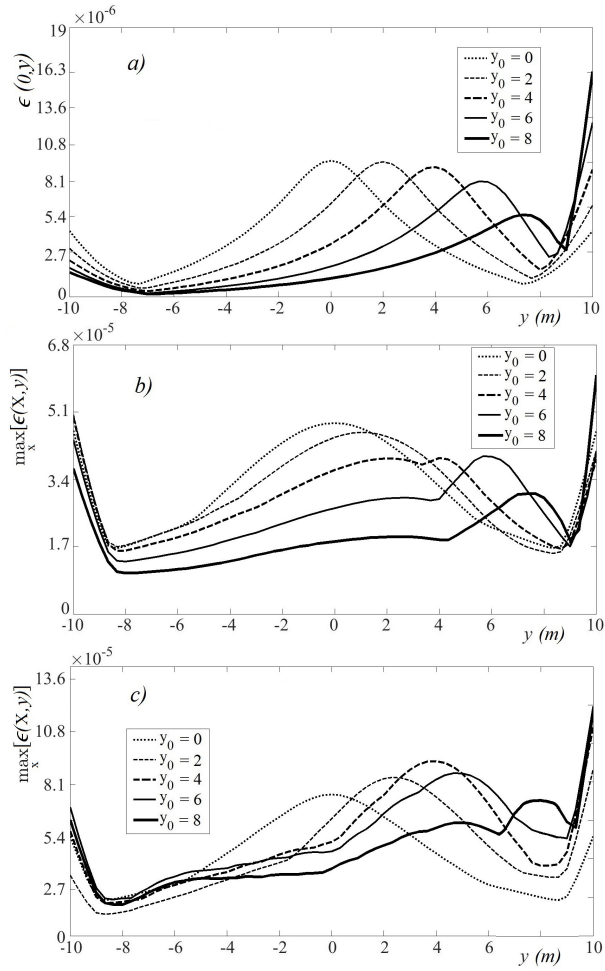 ×10⁻⁶
19
16.3
13.6
10.8
8.1
5.4
2.7
0
ϵ (0,y)
a)
y₀ = 0
y₀ = 2
y₀ = 4
y₀ = 6
y₀ = 8
-10 -8 -6 -4 -2 0 2 4 6 8 10
y (m)
×10⁻⁵
6.8
5.1
3.4
1.7
0
max[ϵ(X,y)]
x
b)
y₀ = 0
y₀ = 2
y₀ = 4
y₀ = 6
y₀ = 8
-10 -8 -6 -4 -2 0 2 4 6 8 10
y (m)
×10⁻⁵
13.6
10.8
8.1
5.4
2.7
0
max[ϵ(X,y)]
x
c)
y₀ = 0
y₀ = 2
y₀ = 4
y₀ = 6
y₀ = 8
-10 -8 -6 -4 -2 0 2 4 6 8 10
y (m)